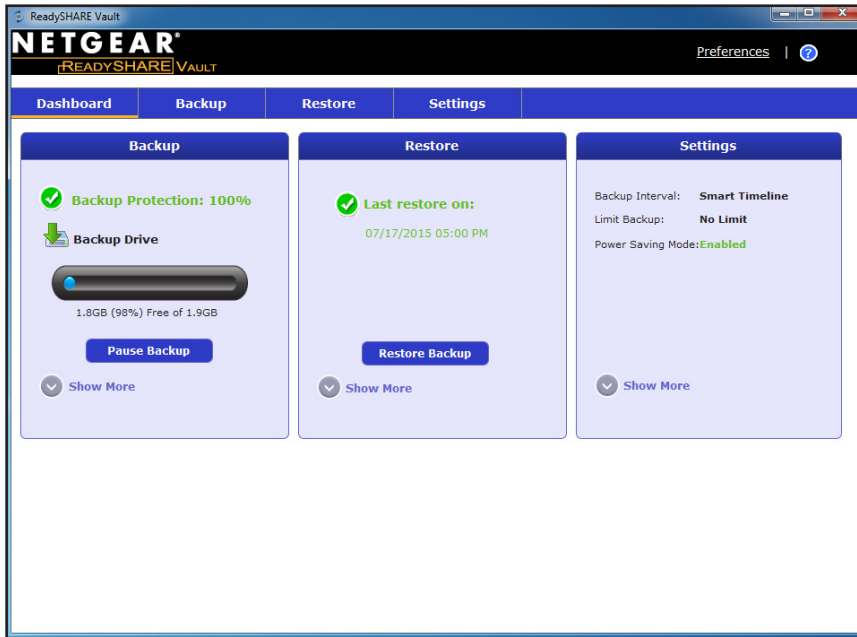 ReadySHARE Vault
NETGEAR®
READYSHARE VAULT
Preferences | ?
Dashboard Backup Restore Settings
Backup
Backup Protection: 100%
Backup Drive
1.8GB (98%) Free of 1.9GB
Pause Backup
Show More
Restore
Last restore on:
07/17/2015 05:00 PM
Restore Backup
Show More
Settings
Backup Interval: Smart Timeline
Limit Backup: No Limit
Power Saving Mode:Enabled
Show More